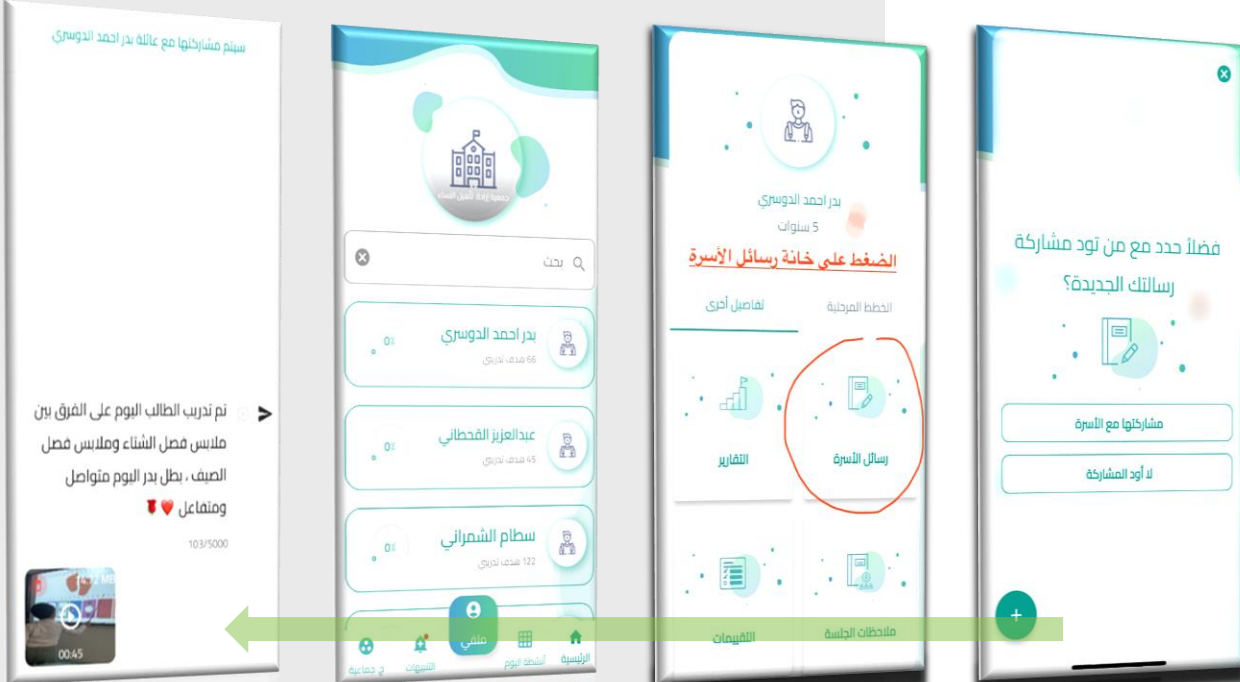 فضلاً حدد مع من تود مشاركة
رسالتك الجديدة؟
مشاركتها مع الأسرة
لا أود المشاركة
+
بدر احمد الدوسري
5 سنوات
الضغط على خانة رسائل الأسرة
الخطط المرحلية
تفاصيل أخرى
رسائل الأسرة
التقارير
ملاحظات الجلسة
التقييمات
بحث
بدر احمد الدوسري
66 هدف تدريبي
0%
عبدالعزيز القحطاني
45 هدف تدريبي
0%
سطام الشمراني
122 هدف تدريبي
0%
الرئيسية
أنشطة اليوم
ملفي
التنبيهات
ج. جماعية
سيتم مشاركتها مع عائلة بدر احمد الدوسري
تم تدريب الطالب اليوم على الفرق بين
ملابس فصل الشتاء وملابس فصل
الصيف ، بطل بدر اليوم متواصل
ومتفاعل ❤️🌹
103/5000
00:45